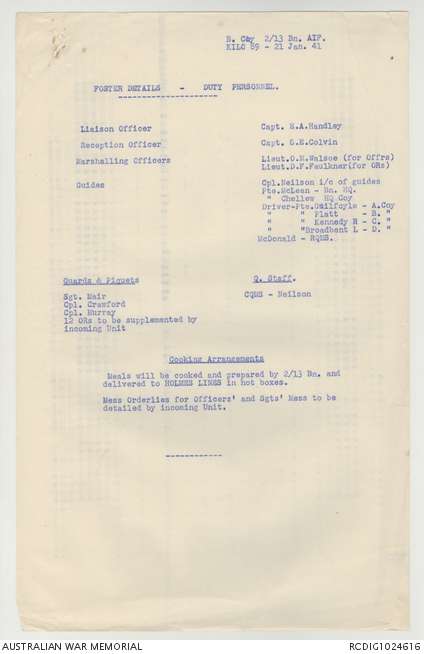 B. Coy 2/13 Bn. AIF.
KILO 89 - 21 Jan. 41
FOSTER DETAILS - DUTY PERSONNEL.
Liaison Officer Capt. H.A.Handley
Reception Officer Capt. G.E.Colvin
Marshalling Officers Lieut.O.M.Walsoe (for Offrs)
Lieut.D.F.Faulkner(for ORs)
Guides Cpl.Neilson i/c of guides
Pte.McLean - Bn. HQ.
" Chellew HQ Coy
Driver-Pte.Guilfoyle - A.Coy
" " Platt - B. "
" " Kennedy R - C. "
" "Broadbent L - D. "
McDonald - RQMS.
Guards & Piquets Q. Staff.
Sgt. Mair CQMS - Neilson
Cpl. Crawford
Cpl. Murray
12 ORs to be supplemented by
incoming Unit
Cooking Arrangements
Meals will be cooked and prepared by 2/13 Bn. and
delivered to HOLMES LINES in hot boxes.
Mess Orderlies for Officers' and Sgts' Mess to be
detailed by incoming Unit.
AUSTRALIAN WAR MEMORIAL RCDIG1024616